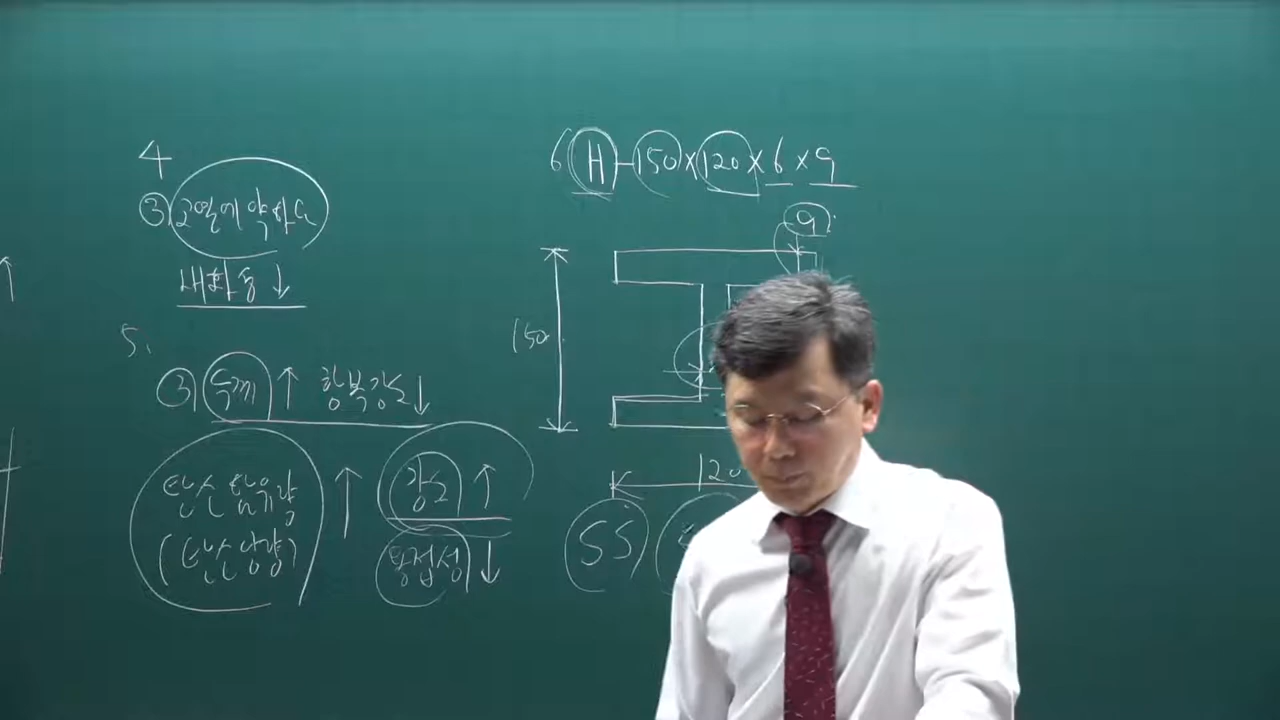 4
③ 고열에 약하다
내화성 ↓
5.
③ 두께 ↑ 항복강도 ↓
탄산함유량 ↑ 강도 ↑
(탄산당량) 용접성 ↓
6 H-150×120×6×9
9
150
120
SS